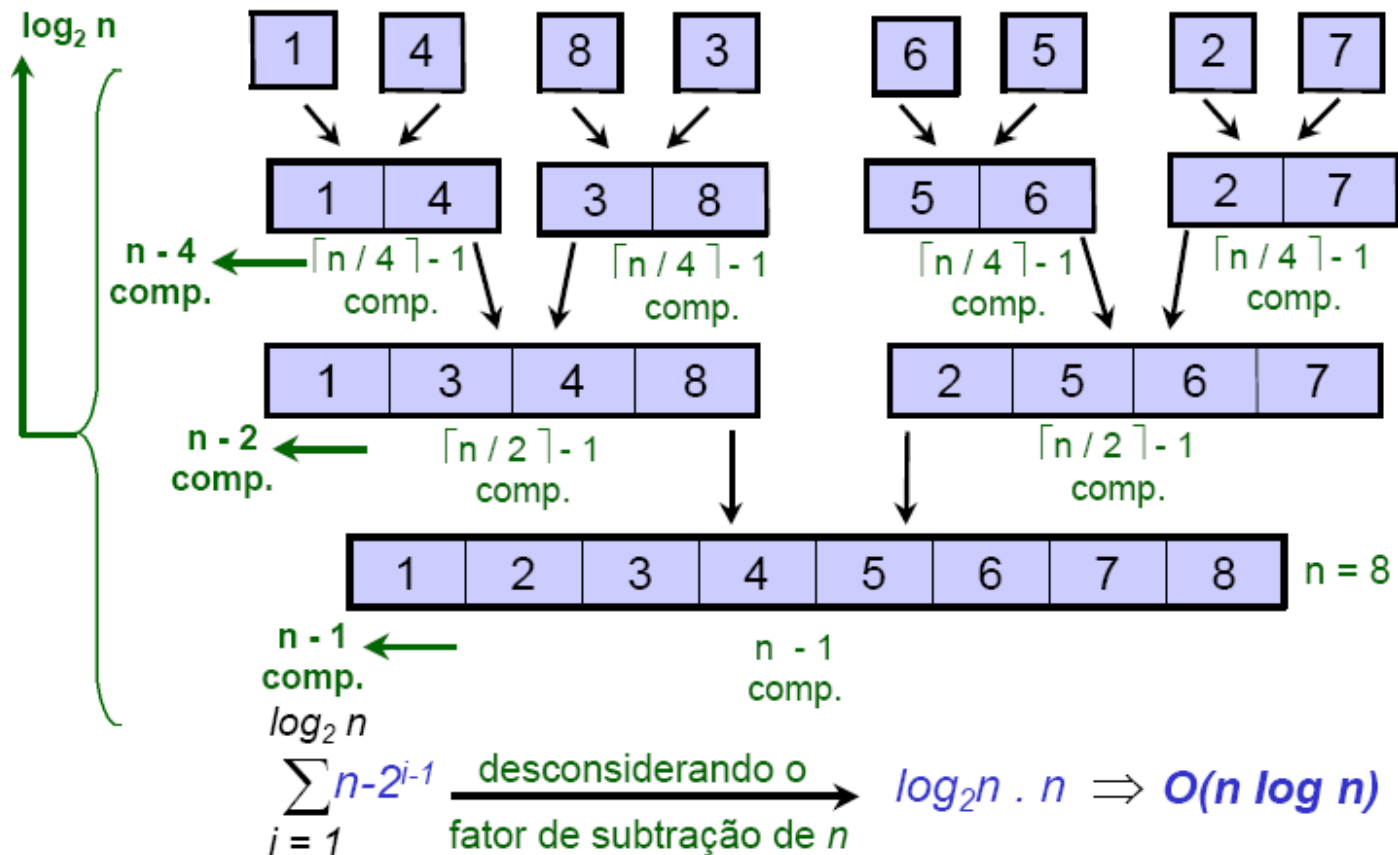 log₂ n
1 4 8 3 6 5 2 7
1 4 3 8 5 6 2 7
n - 4 ⌈n / 4⌉ - 1 ⌈n / 4⌉ - 1 ⌈n / 4⌉ - 1 ⌈n / 4⌉ - 1
comp. comp. comp. comp. comp.
1 3 4 8 2 5 6 7
n - 2 ⌈n / 2⌉ - 1 ⌈n / 2⌉ - 1
comp. comp. comp.
1 2 3 4 5 6 7 8 n = 8
n - 1 n - 1
comp. comp.
log₂ n
∑ n-2ⁱ⁻¹ desconsiderando o log₂n . n ⇒ O(n log n)
i = 1 fator de subtração de n